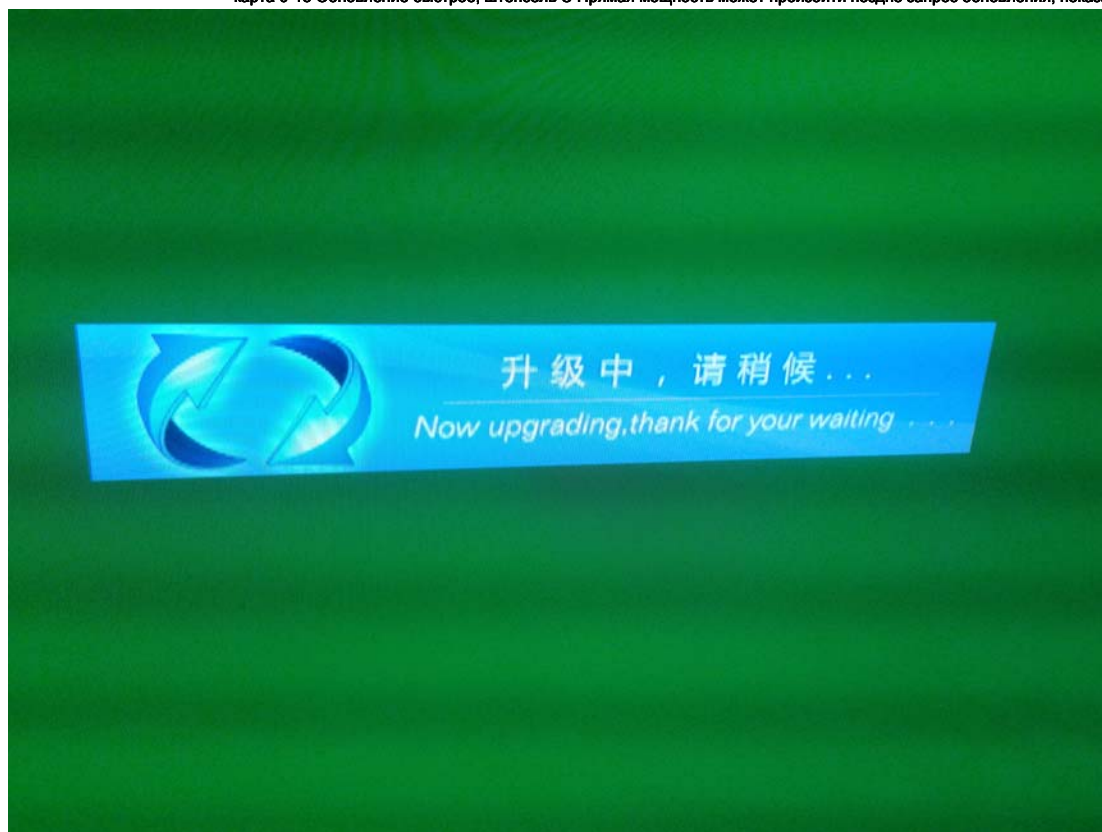 升级中，请稍候...
Now upgrading,thank for your waiting . . .